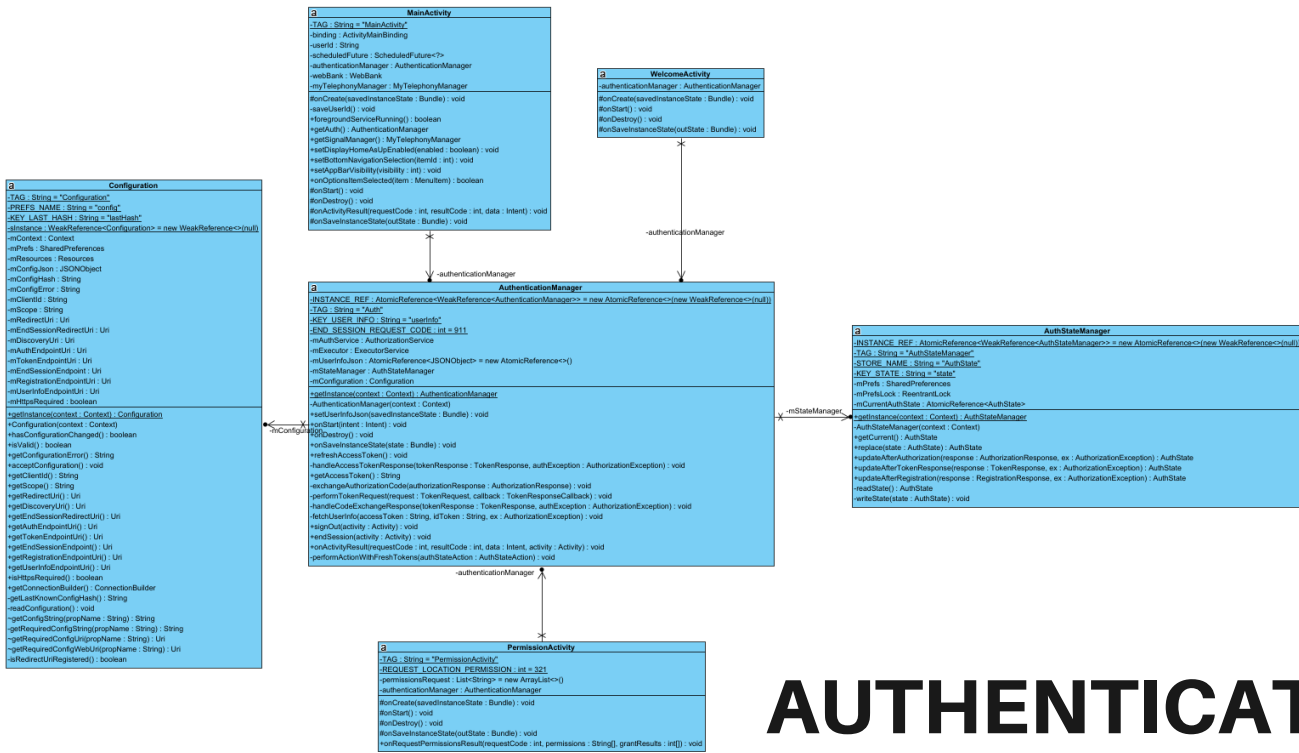 a MainActivity
-TAG : String = "MainActivity"
-binding : ActivityMainBinding
-userId : String
-scheduledFuture : ScheduledFuture<?>
-authenticationManager : AuthenticationManager
-webBank : WebBank
-myTelephonyManager : MyTelephonyManager
#onCreate(savedInstanceState : Bundle) : void
-saveUserId() : void
+foregroundServiceRunning() : boolean
+getAuth() : AuthenticationManager
+getSignalManager() : MyTelephonyManager
+setDisplayHomeAsUpEnabled(enabled : boolean) : void
+setBottomNavigationSelection(itemId : int) : void
+setAppBarVisibility(visibility : int) : void
+onOptionsItemSelected(item : MenuItem) : boolean
#onStart() : void
#onDestroy() : void
#onActivityResult(requestCode : int, resultCode : int, data : Intent) : void
#onSaveInstanceState(outState : Bundle) : void
a WelcomeActivity
-authenticationManager : AuthenticationManager
#onCreate(savedInstanceState : Bundle) : void
#onStart() : void
#onDestroy() : void
#onSaveInstanceState(outState : Bundle) : void
-authenticationManager
-authenticationManager
a Configuration
-TAG : String = "Configuration"
-PREFS_NAME : String = "config"
-KEY_LAST_HASH : String = "lastHash"
-sInstance : WeakReference<Configuration> = new WeakReference<>(null)
-mContext : Context
-mPrefs : SharedPreferences
-mResources : Resources
-mConfigJson : JSONObject
-mConfigHash : String
-mConfigError : String
-mClientId : String
-mScope : String
-mRedirectUri : Uri
-mEndSessionRedirectUri : Uri
-mDiscoveryUri : Uri
-mAuthEndpointUri : Uri
-mTokenEndpointUri : Uri
-mEndSessionEndpoint : Uri
-mRegistrationEndpointUri : Uri
-mUserInfoEndpointUri : Uri
-mHttpsRequired : boolean
+getInstance(context : Context) : Configuration
+Configuration(context : Context)
+hasConfigurationChanged() : boolean
+isValid() : boolean
+getConfigurationError() : String
+acceptConfiguration() : void
+getClientId() : String
+getScope() : String
+getRedirectUri() : Uri
+getDiscoveryUri() : Uri
+getEndSessionRedirectUri() : Uri
+getAuthEndpointUri() : Uri
+getTokenEndpointUri() : Uri
+getEndSessionEndpoint() : Uri
+getRegistrationEndpointUri() : Uri
+getUserInfoEndpointUri() : Uri
+isHttpsRequired() : boolean
+getConnectionBuilder() : ConnectionBuilder
-getLastKnownConfigHash() : String
-readConfiguration() : void
~getConfigString(propName : String) : String
-getRequiredConfigString(propName : String) : String
~getRequiredConfigUri(propName : String) : Uri
~getRequiredConfigWebUri(propName : String) : Uri
-isRedirectUriRegistered() : boolean
-mConfiguration
a AuthenticationManager
-INSTANCE_REF : AtomicReference<WeakReference<AuthenticationManager>> = new AtomicReference<>(new WeakReference<>(null))
-TAG : String = "Auth"
-KEY_USER_INFO : String = "userInfo"
-END_SESSION_REQUEST_CODE : int = 911
-mAuthService : AuthorizationService
-mExecutor : ExecutorService
-mUserInfoJson : AtomicReference<JSONObject> = new AtomicReference<>()
-mStateManager : AuthStateManager
-mConfiguration : Configuration
+getInstance(context : Context) : AuthenticationManager
-AuthenticationManager(context : Context)
+setUserInfoJson(savedInstanceState : Bundle) : void
+onStart(intent : Intent) : void
+onDestroy() : void
+onSaveInstanceState(state : Bundle) : void
+refreshAccessToken() : void
-handleAccessTokenResponse(tokenResponse : TokenResponse, authException : AuthorizationException) : void
+getAccessToken() : String
-exchangeAuthorizationCode(authorizationResponse : AuthorizationResponse) : void
-performTokenRequest(request : TokenRequest, callback : TokenResponseCallback) : void
-handleCodeExchangeResponse(tokenResponse : TokenResponse, authException : AuthorizationException) : void
-fetchUserInfo(accessToken : String, idToken : String, ex : AuthorizationException) : void
+signOut(activity : Activity) : void
+endSession(activity : Activity) : void
+onActivityResult(requestCode : int, resultCode : int, data : Intent, activity : Activity) : void
-performActionWithFreshTokens(authStateAction : AuthStateAction) : void
-mStateManager
a AuthStateManager
-INSTANCE_REF : AtomicReference<WeakReference<AuthStateManager>> = new AtomicReference<>(new WeakReference<>(null))
-TAG : String = "AuthStateManager"
-STORE_NAME : String = "AuthState"
-KEY_STATE : String = "state"
-mPrefs : SharedPreferences
-mPrefsLock : ReentrantLock
-mCurrentAuthState : AtomicReference<AuthState>
+getInstance(context : Context) : AuthStateManager
-AuthStateManager(context : Context)
+getCurrent() : AuthState
+replace(state : AuthState) : AuthState
+updateAfterAuthorization(response : AuthorizationResponse, ex : AuthorizationException) : AuthState
+updateAfterTokenResponse(response : TokenResponse, ex : AuthorizationException) : AuthState
+updateAfterRegistration(response : RegistrationResponse, ex : AuthorizationException) : AuthState
-readState() : AuthState
-writeState(state : AuthState) : void
-authenticationManager
a PermissionActivity
-TAG : String = "PermissionActivity"
-REQUEST_LOCATION_PERMISSION : int = 321
-permissionsRequest : List<String> = new ArrayList<>()
-authenticationManager : AuthenticationManager
#onCreate(savedInstanceState : Bundle) : void
#onStart() : void
#onDestroy() : void
#onSaveInstanceState(outState : Bundle) : void
+onRequestPermissionsResult(requestCode : int, permissions : String[], grantResults : int[]) : void
AUTHENTICAT